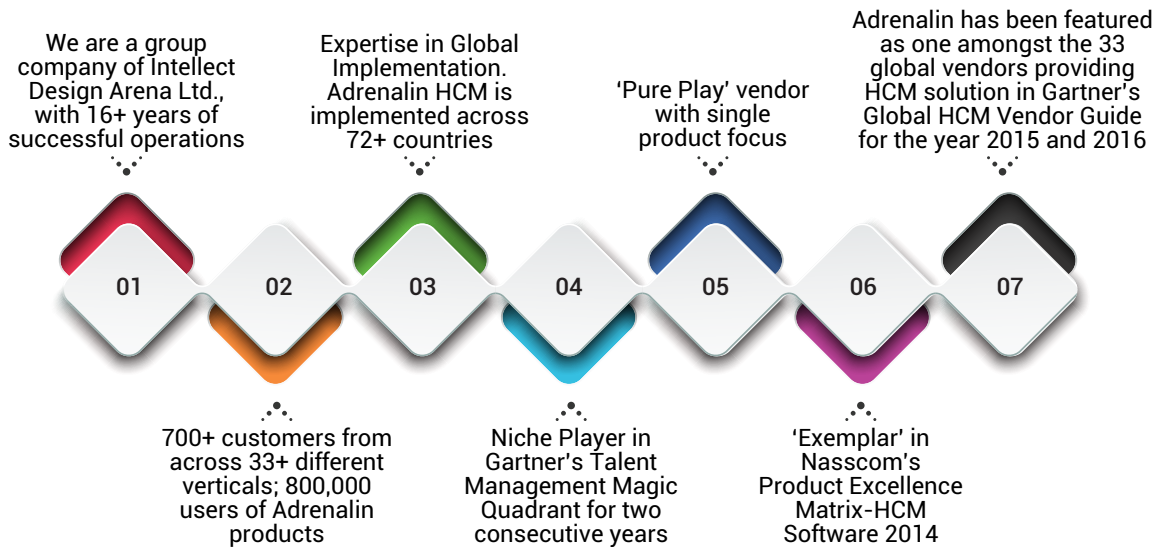 We are a group
company of Intellect
Design Arena Ltd.,
with 16+ years of
successful operations
Expertise in Global
Implementation.
Adrenalin HCM is
implemented across
72+ countries
‘Pure Play’ vendor
with single
product focus
Adrenalin has been featured
as one amongst the 33
global vendors providing
HCM solution in Gartner’s
Global HCM Vendor Guide
for the year 2015 and 2016
01
02
03
04
05
06
07
700+ customers from
across 33+ different
verticals; 800,000
users of Adrenalin
products
Niche Player in
Gartner’s Talent
Management Magic
Quadrant for two
consecutive years
‘Exemplar’ in
Nasscom’s
Product Excellence
Matrix-HCM
Software 2014